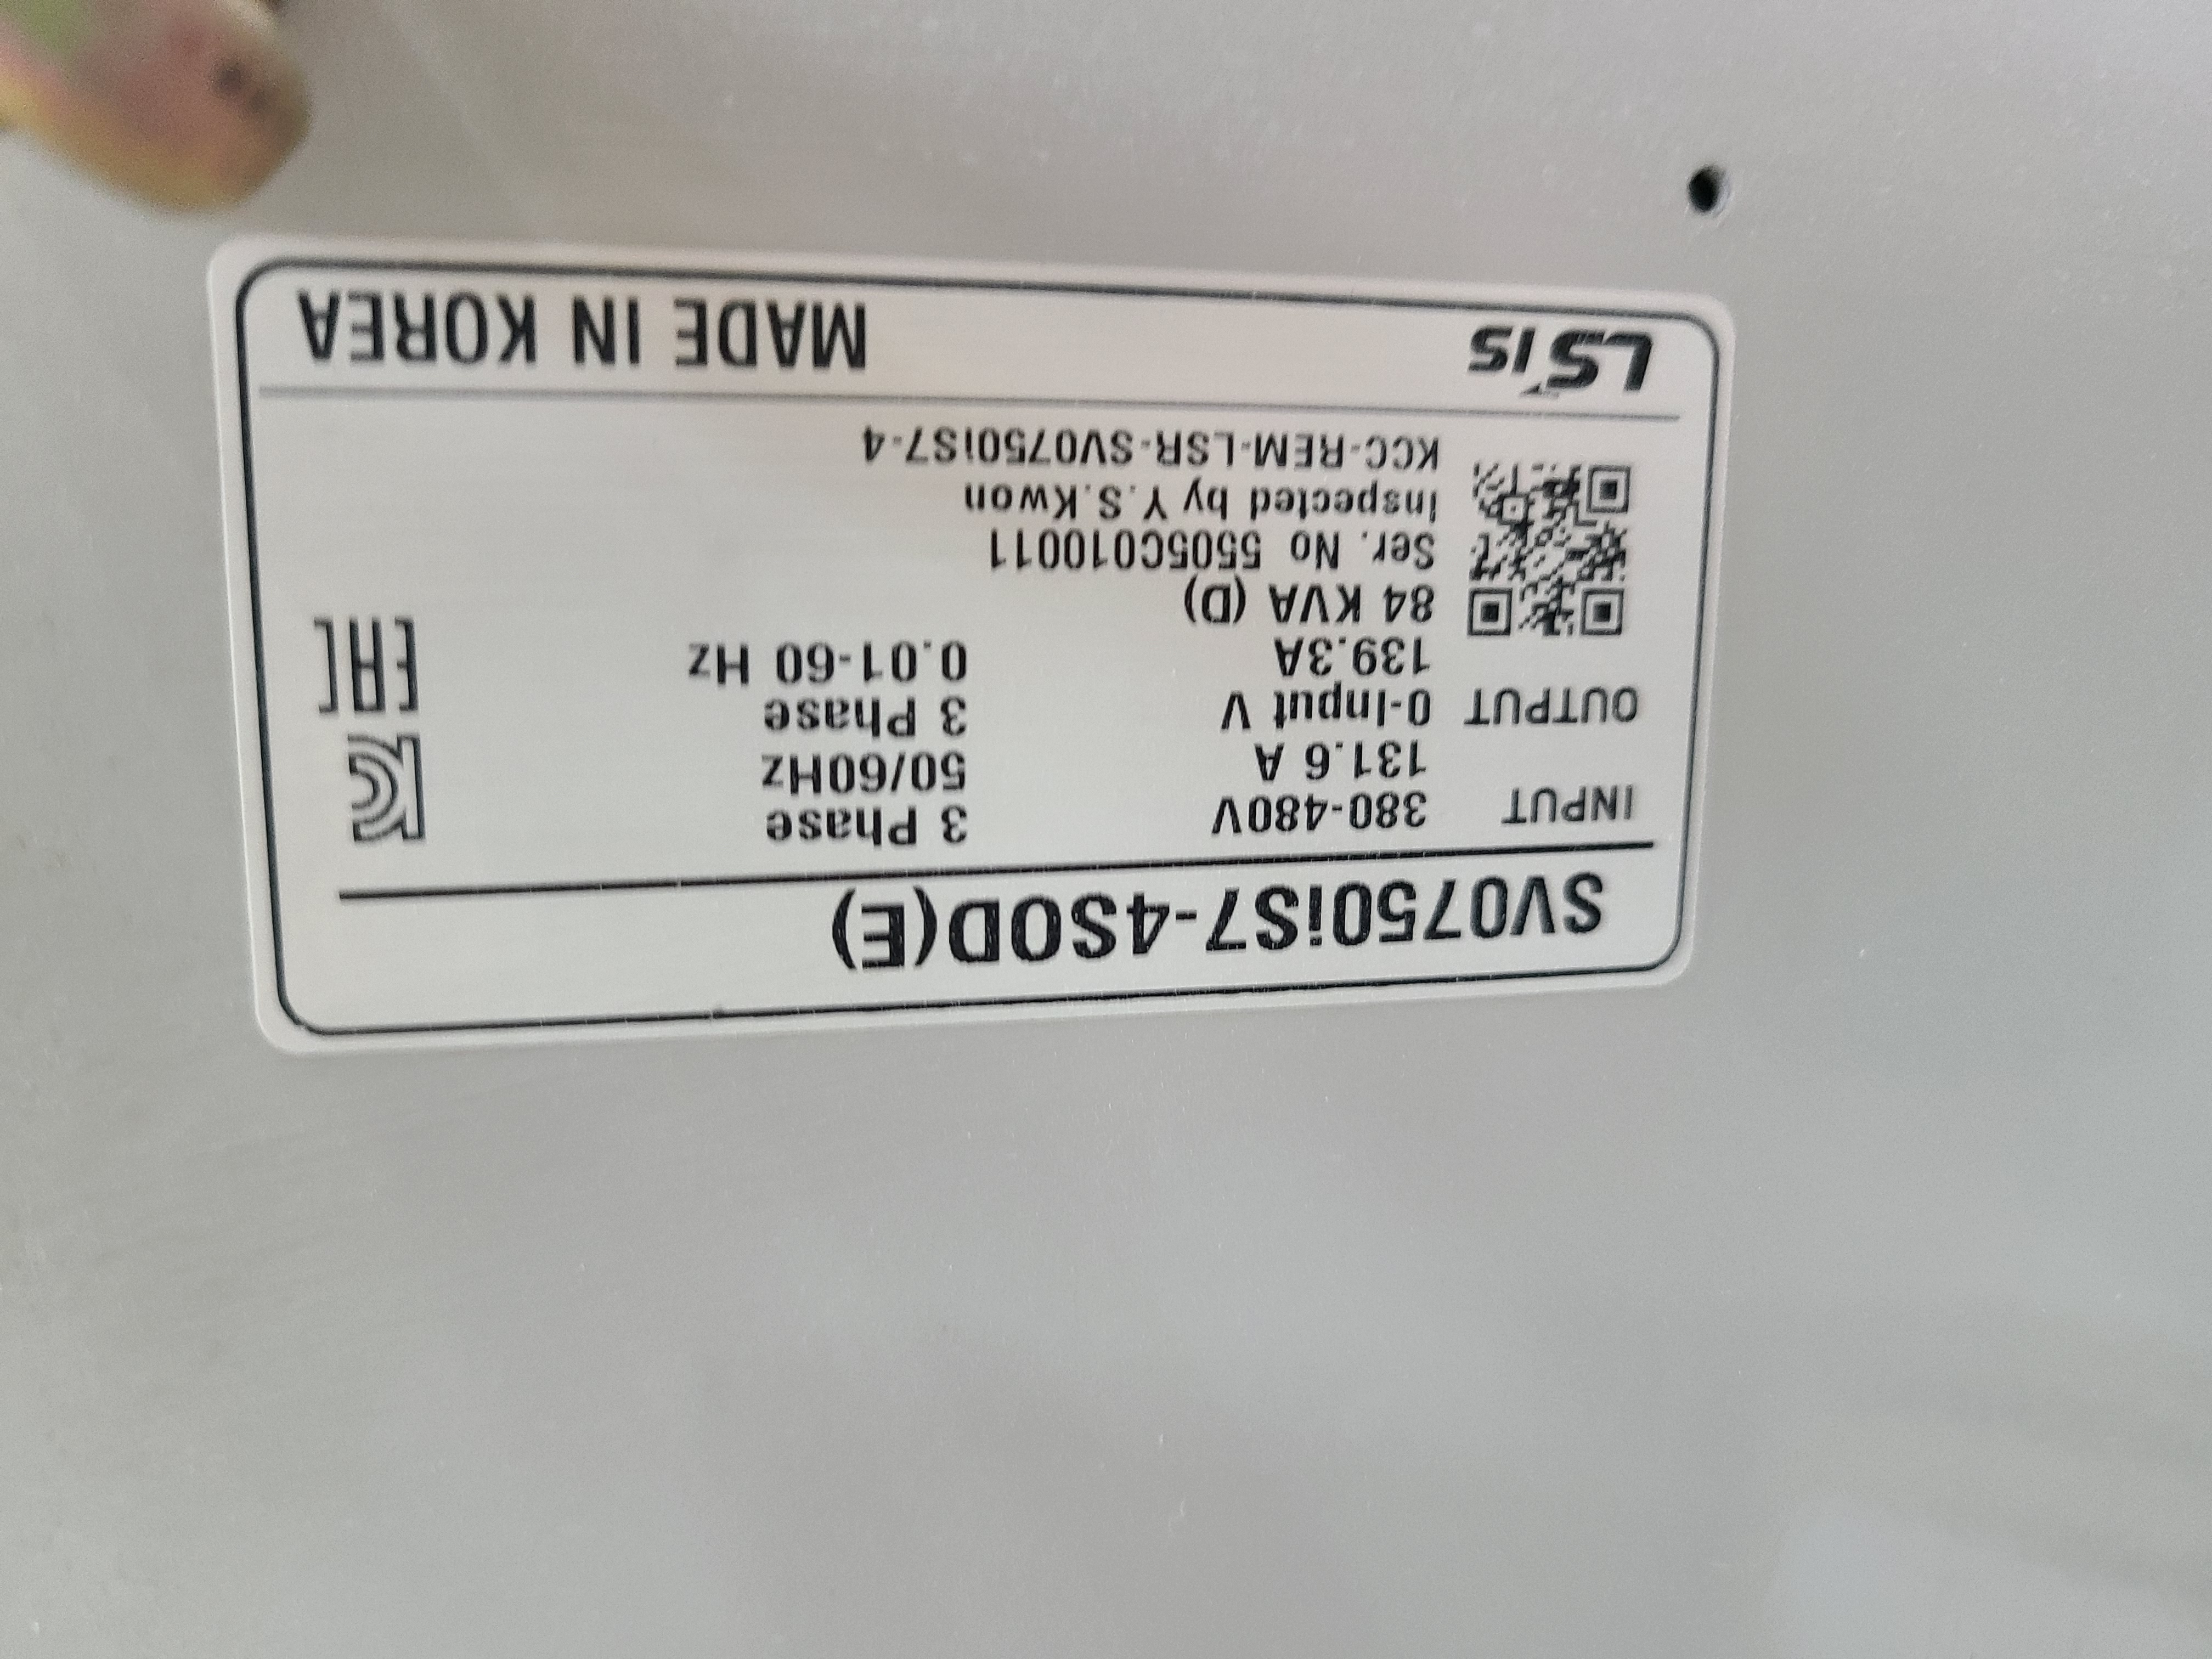 SV0750iS7-4SOD(E)
INPUT 380-480V 3 Phase
131.6 A 50/60Hz
OUTPUT 0-Input V 3 Phase
139.3A 0.01-60 Hz
84 KVA (D)
Ser. No 5505C010011
Inspected by Y.S.Kwon
KCC-REM-LSR-SV0750iS7-4
EAC
LSIS MADE IN KOREA